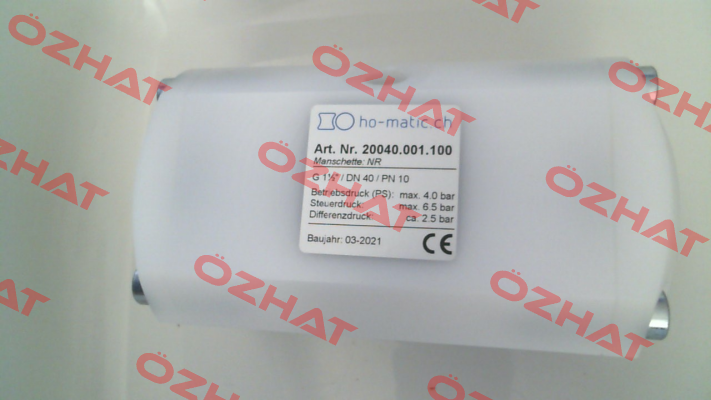 ho-matic.ch
Art. Nr. 20040.001.100
Manschette: NR
G 1½" / DN 40 / PN 10
Betriebsdruck (PS): max. 4.0 bar
Steuerdruck: max. 6.5 bar
Differenzdruck: ca. 2.5 bar
Baujahr: 03-2021
CE
ÖZHAT
ÖZHAT
ÖZHAT
ÖZHAT
ÖZHAT
ÖZHAT
ÖZHAT
ÖZHAT
ÖZHAT
ÖZHAT